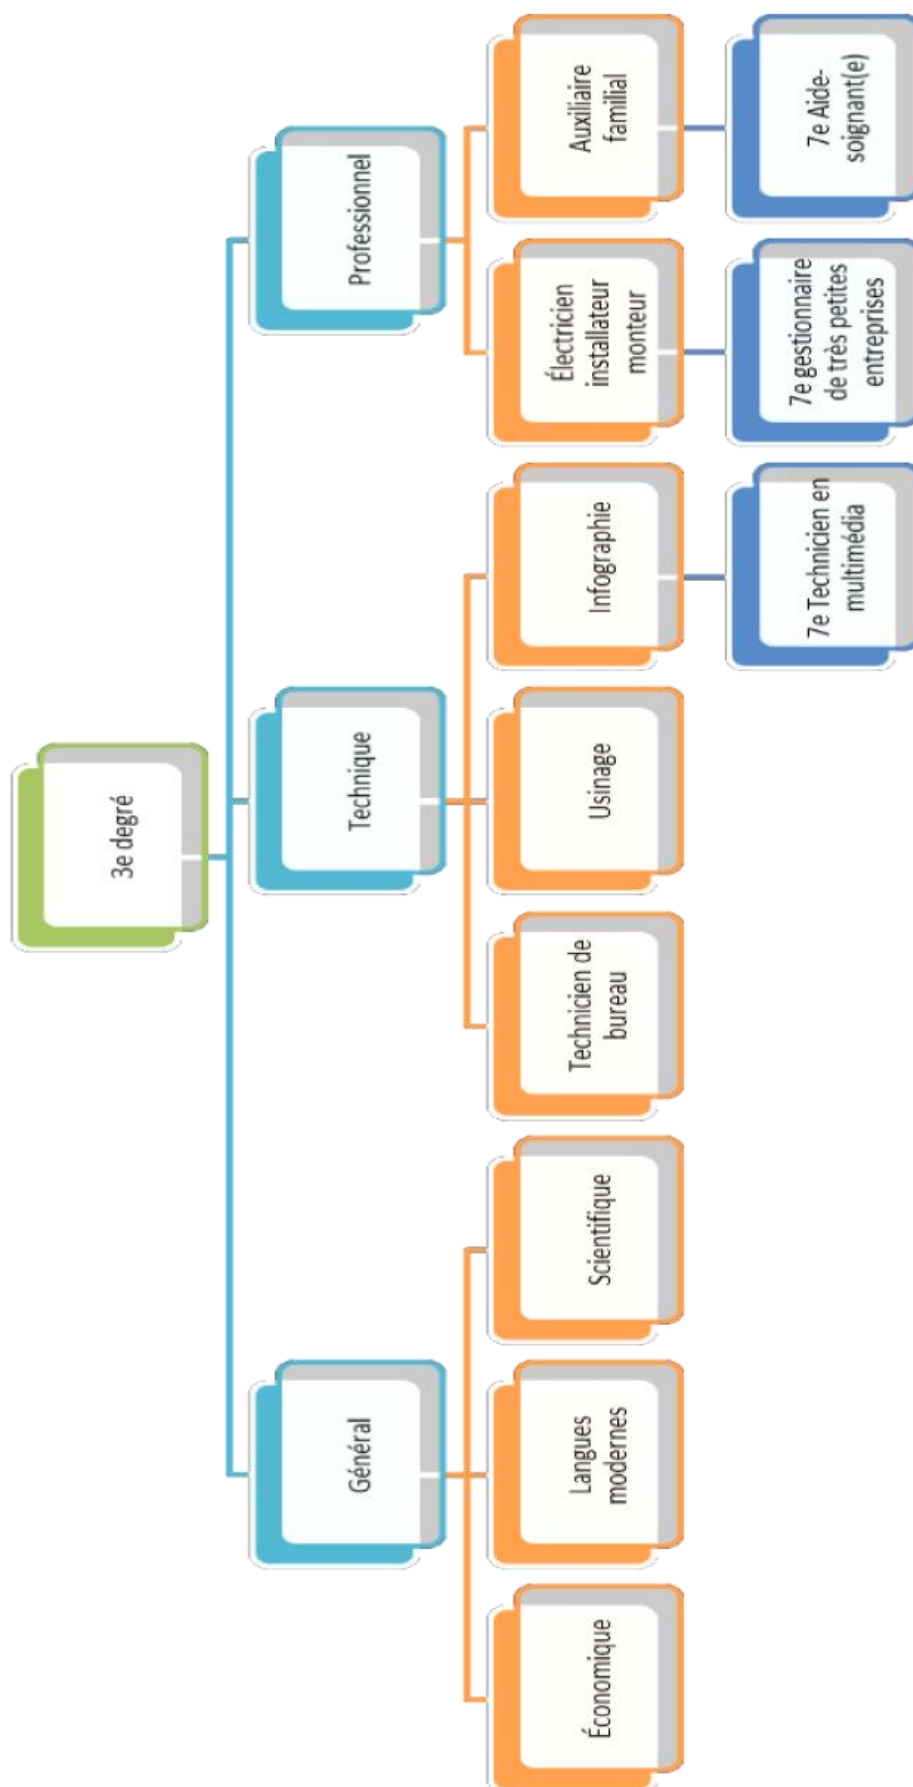 3e degré
Général
Technique
Professionnel
Économique
Langues
modernes
Scientifique
Technicien de
bureau
Usinage
Infographie
Électricien
installateur
monteur
Auxiliaire
familial
7e Technicien en
multimédia
7e gestionnaire
de très petites
entreprises
7e Aide-
soignant(e)